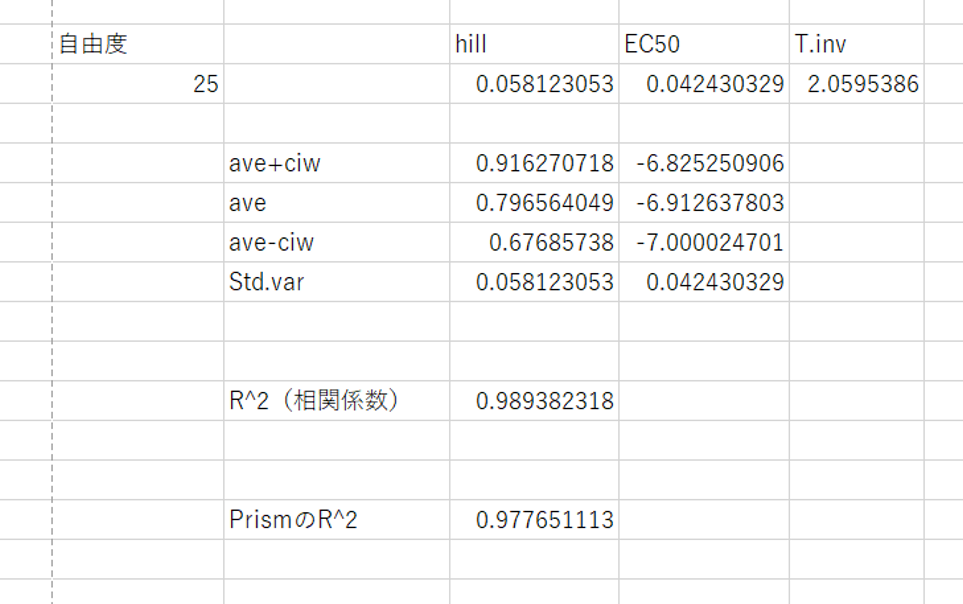 自由度 hill EC50 T.inv
25 0.058123053 0.042430329 2.0595386
ave+ciw 0.916270718 -6.825250906
ave 0.796564049 -6.912637803
ave-ciw 0.67685738 -7.000024701
Std.var 0.058123053 0.042430329
R^2（相関係数） 0.989382318
PrismのR^2 0.977651113